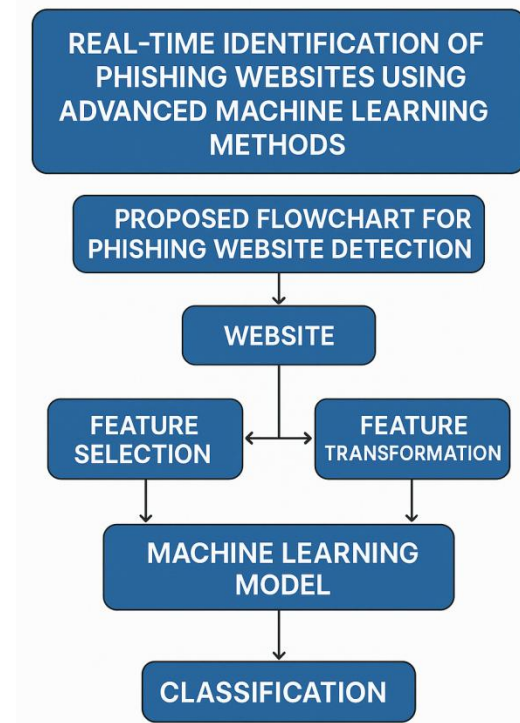 REAL-TIME IDENTIFICATION OF
PHISHING WEBSITES USING
ADVANCED MACHINE LEARNING
METHODS
PROPOSED FLOWCHART FOR
PHISHING WEBSITE DETECTION
WEBSITE
FEATURE
SELECTION
FEATURE
TRANSFORMATION
MACHINE LEARNING
MODEL
CLASSIFICATION